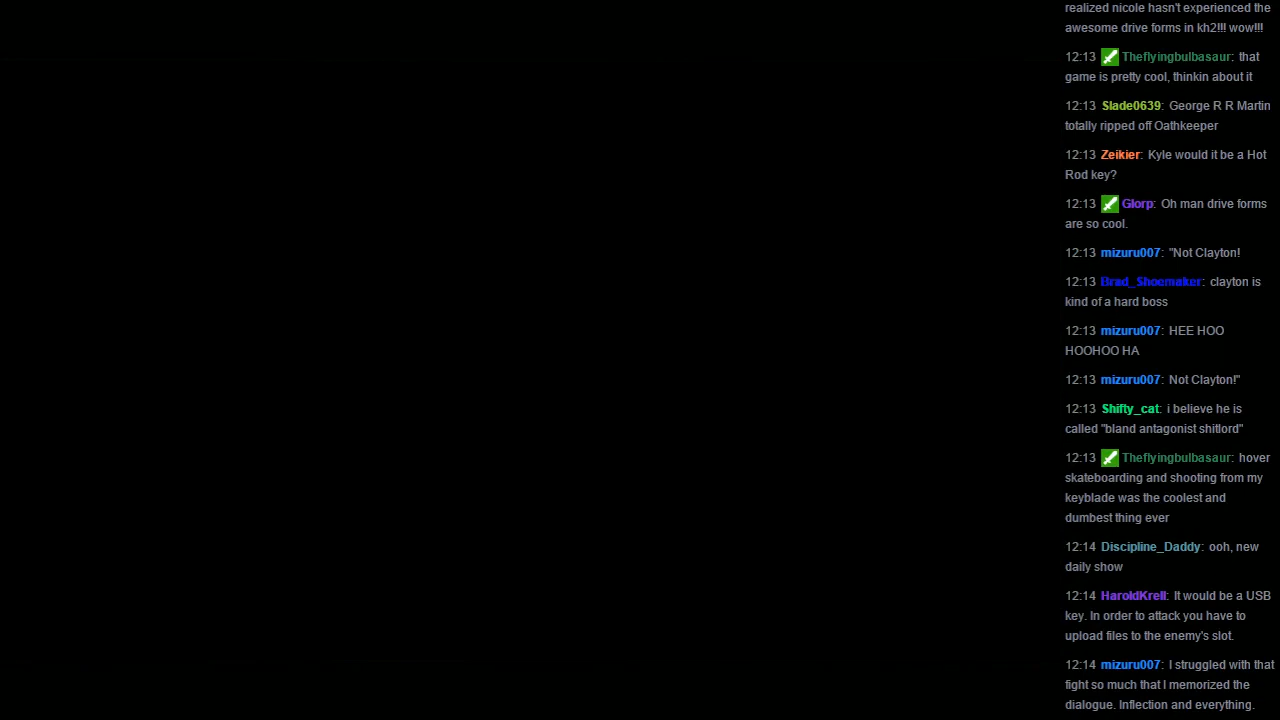 realized nicole hasn't experienced the
awesome drive forms in kh2!!! wow!!!
12:13 Theflyingbulbasaur: that
game is pretty cool, thinkin about it
12:13 Slade0639: George R R Martin
totally ripped off Oathkeeper
12:13 Zeikier: Kyle would it be a Hot
Rod key?
12:13 Glorp: Oh man drive forms
are so cool.
12:13 mizuru007: "Not Clayton!
12:13 Brad_Shoemaker: clayton is
kind of a hard boss
12:13 mizuru007: HEE HOO
HOOHOO HA
12:13 mizuru007: Not Clayton!"
12:13 Shifty_cat: i believe he is
called "bland antagonist shitlord"
12:13 Theflyingbulbasaur: hover
skateboarding and shooting from my
keyblade was the coolest and
dumbest thing ever
12:14 Discipline_Daddy: ooh, new
daily show
12:14 HaroldKrell: It would be a USB
key. In order to attack you have to
upload files to the enemy's slot.
12:14 mizuru007: I struggled with that
fight so much that I memorized the
dialogue. Inflection and everything.